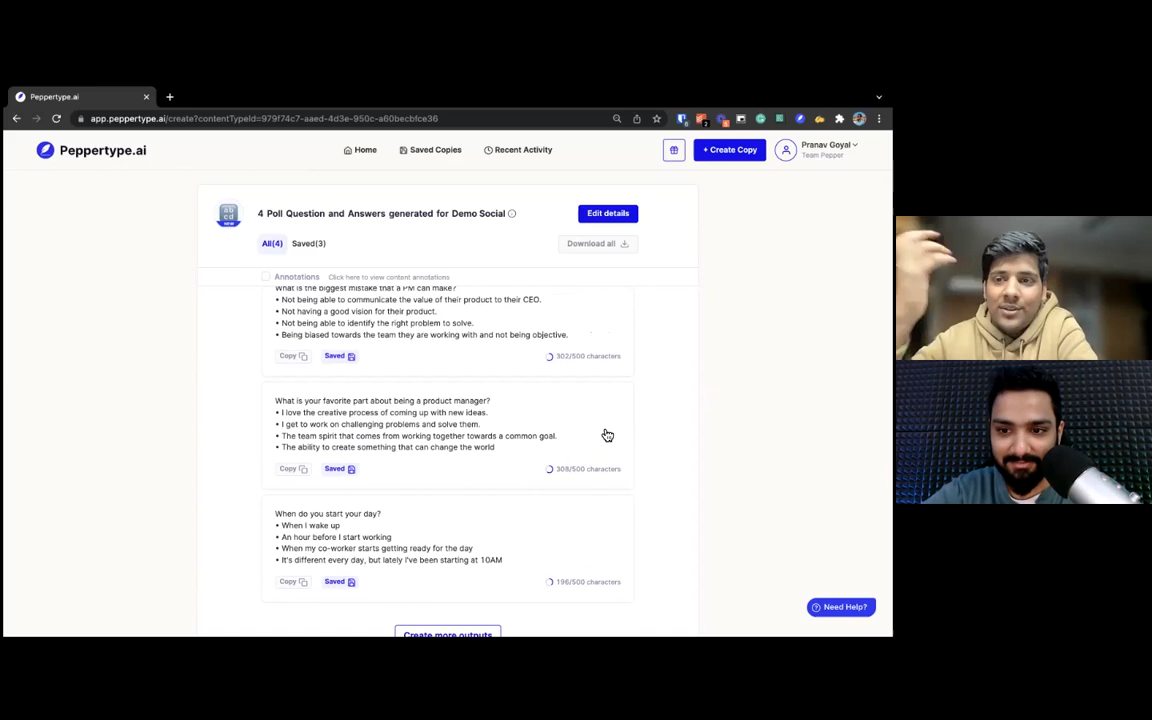 Peppertype.ai
app.peppertype.ai/create?contentTypeId=979f74c7-aaed-4d3e-950c-a60becbfce36
Peppertype.ai
Home
Saved Copies
Recent Activity
+ Create Copy
Pranav Goyal
Team Pepper
abcd
NEW
4 Poll Question and Answers generated for Demo Social
Edit details
All(4)
Saved(3)
Download all
Annotations
Click here to view content annotations
What is the biggest mistake that a PM can make?
• Not being able to communicate the value of their product to their CEO.
• Not having a good vision for their product.
• Not being able to identify the right problem to solve.
• Being biased towards the team they are working with and not being objective.
Copy
Saved
302/500 characters
What is your favorite part about being a product manager?
• I love the creative process of coming up with new ideas.
• I get to work on challenging problems and solve them.
• The team spirit that comes from working together towards a common goal.
• The ability to create something that can change the world
Copy
Saved
308/500 characters
When do you start your day?
• When I wake up
• An hour before I start working
• When my co-worker starts getting ready for the day
• It's different every day, but lately I've been starting at 10AM
Copy
Saved
196/500 characters
Create more outputs
Need Help?